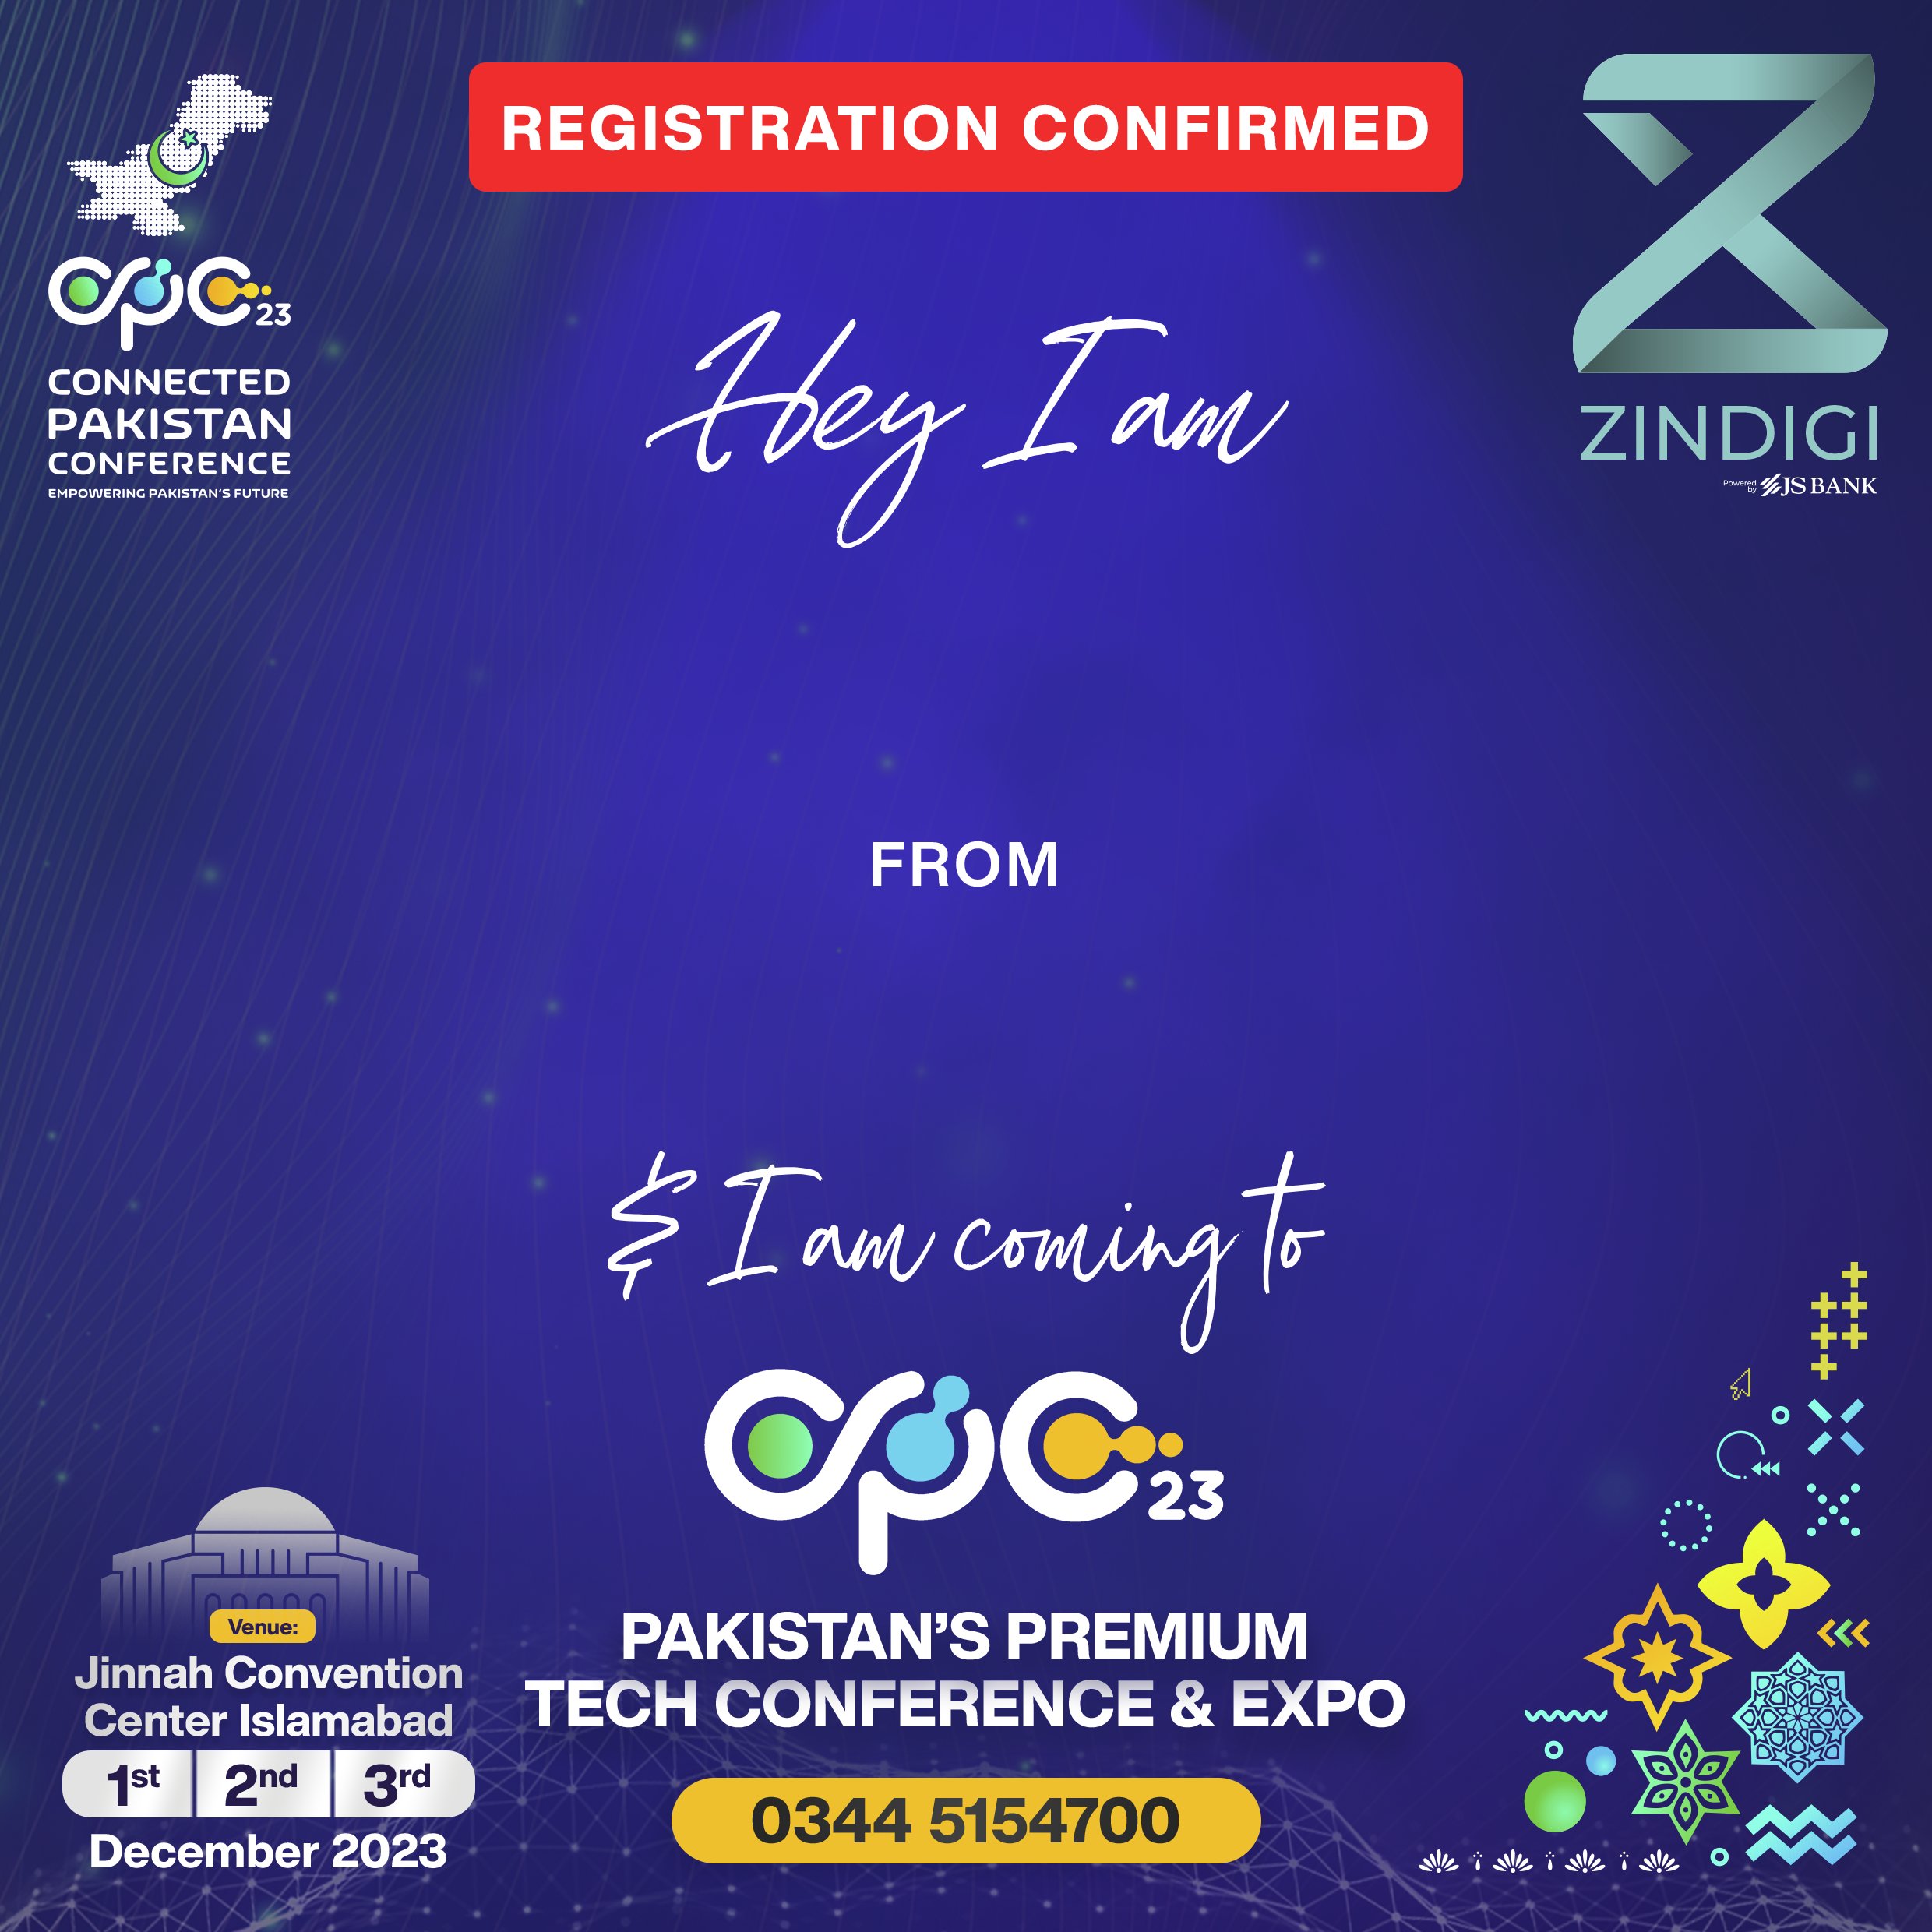 REGISTRATION CONFIRMED
cpc 23
CONNECTED
PAKISTAN
CONFERENCE
EMPOWERING PAKISTAN'S FUTURE
ZINDIGI
Powered by JS BANK
Hey I am
FROM
& I am coming to
cpc 23
PAKISTAN'S PREMIUM
TECH CONFERENCE & EXPO
0344 5154700
Venue:
Jinnah Convention
Center Islamabad
1st 2nd 3rd
December 2023